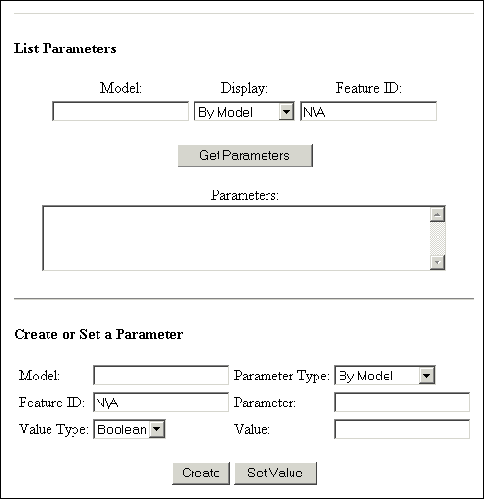 List Parameters
Model: Display: Feature ID:
By Model N\A
Get Parameters
Parameters:
Create or Set a Parameter
Model: Parameter Type: By Model
Feature ID: N\A Parameter:
Value Type: Boolean Value:
Create Set Value